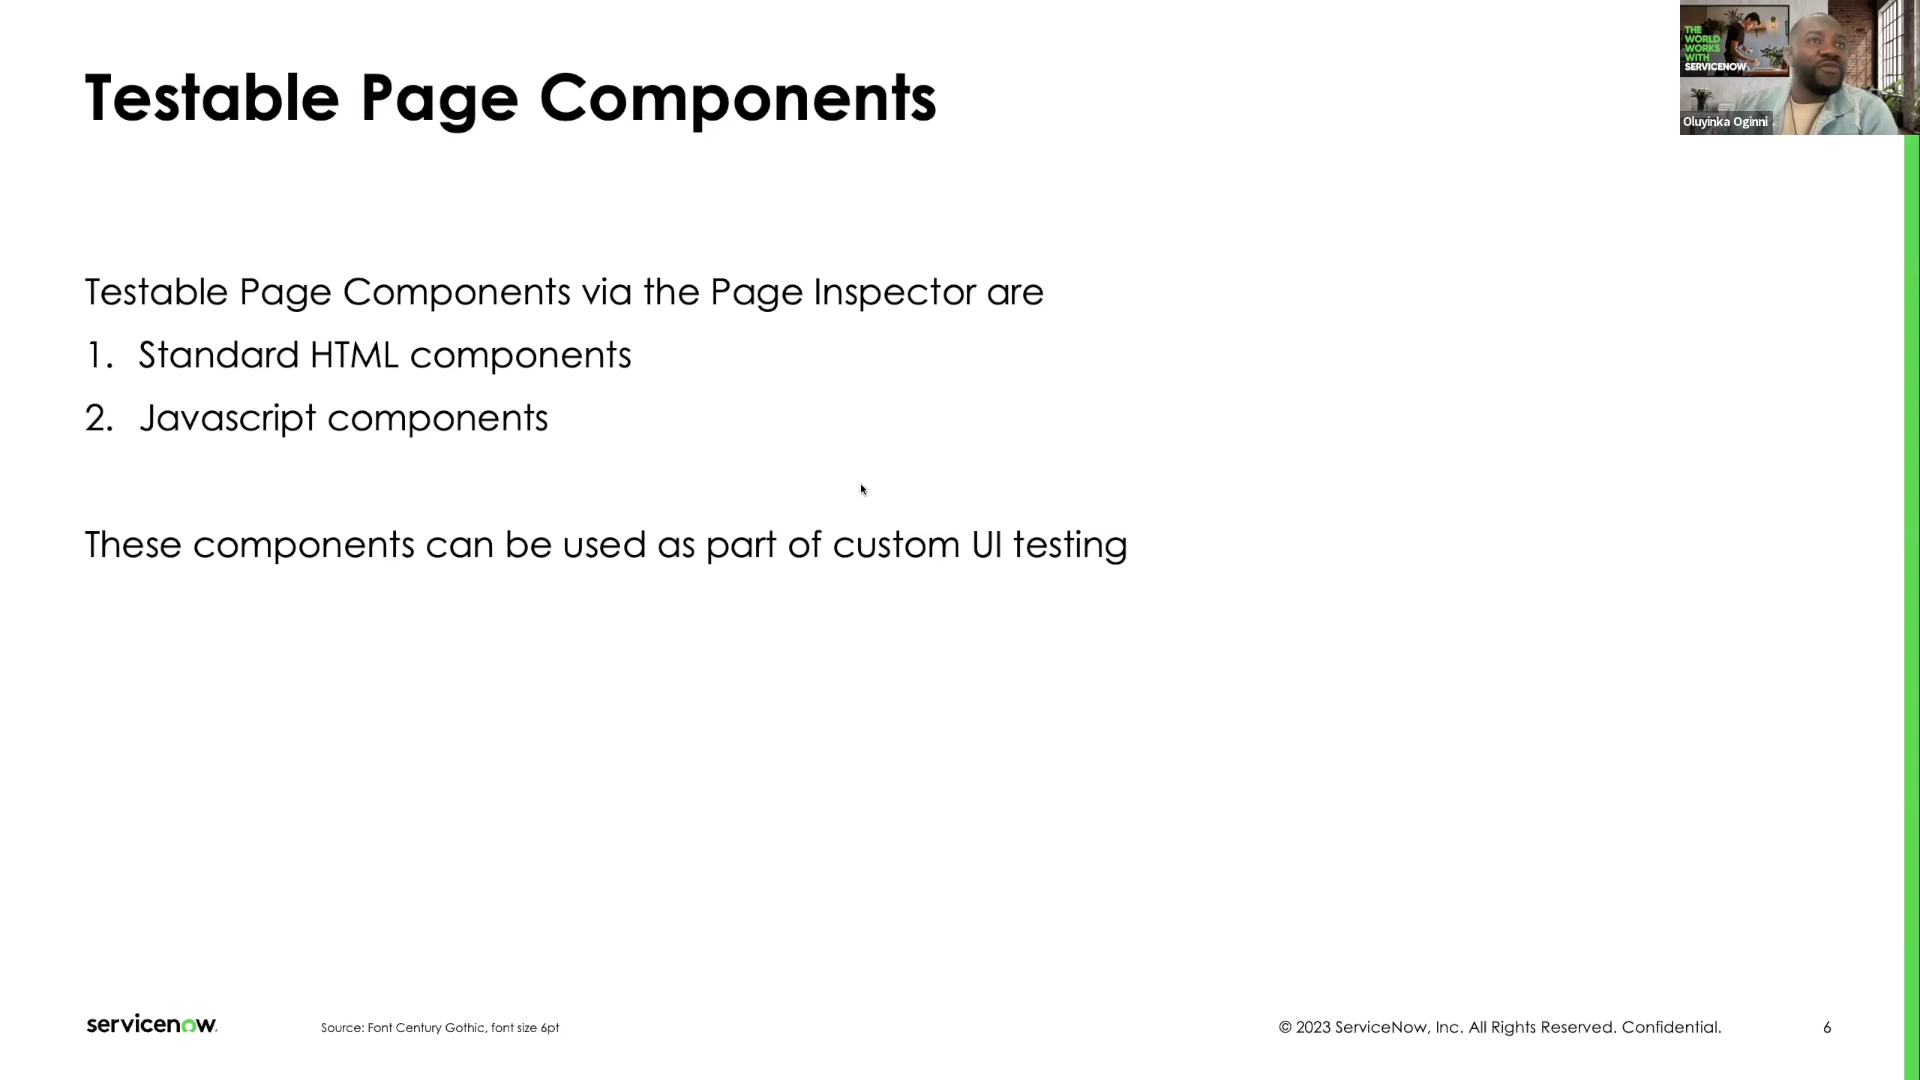 Testable Page Components
THE
WORLD
WORKS
WITH
SERVICENOW
Oluyinka Oginni
Testable Page Components via the Page Inspector are
1. Standard HTML components
2. Javascript components
These components can be used as part of custom UI testing
servicenow
Source: Font Century Gothic, font size 6pt
© 2023 ServiceNow, Inc. All Rights Reserved. Confidential.
6